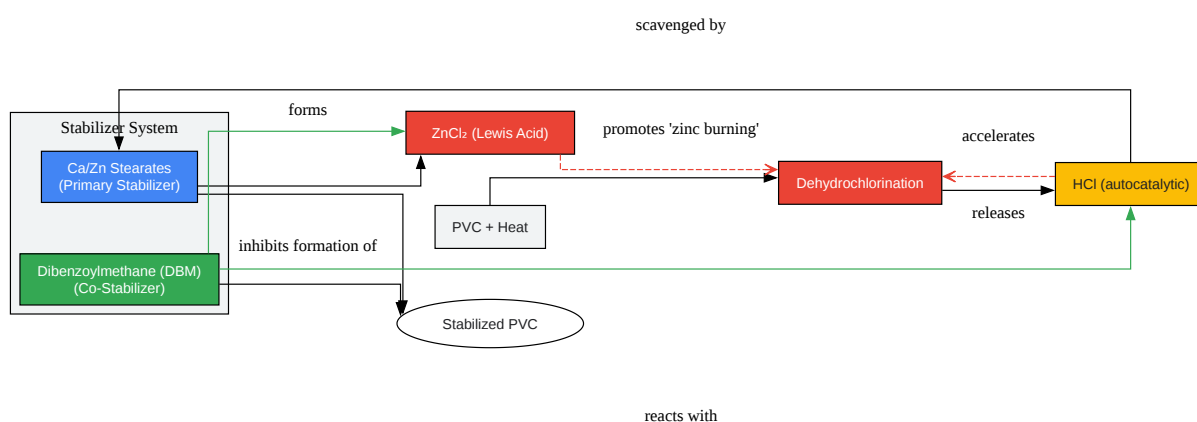 scavenged by
forms
Stabilizer System
ZnCl₂ (Lewis Acid)
promotes 'zinc burning'
accelerates
Ca/Zn Stearates
(Primary Stabilizer)
Dehydrochlorination
HCl (autocatalytic)
releases
PVC + Heat
inhibits formation of
Dibenzoylmethane (DBM)
(Co-Stabilizer)
Stabilized PVC
reacts with